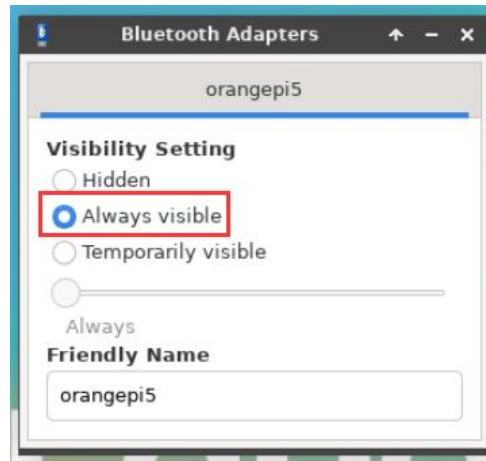 Bluetooth Adapters
orangepi5
Visibility Setting
Hidden
Always visible
Temporarily visible
Always
Friendly Name
orangepi5